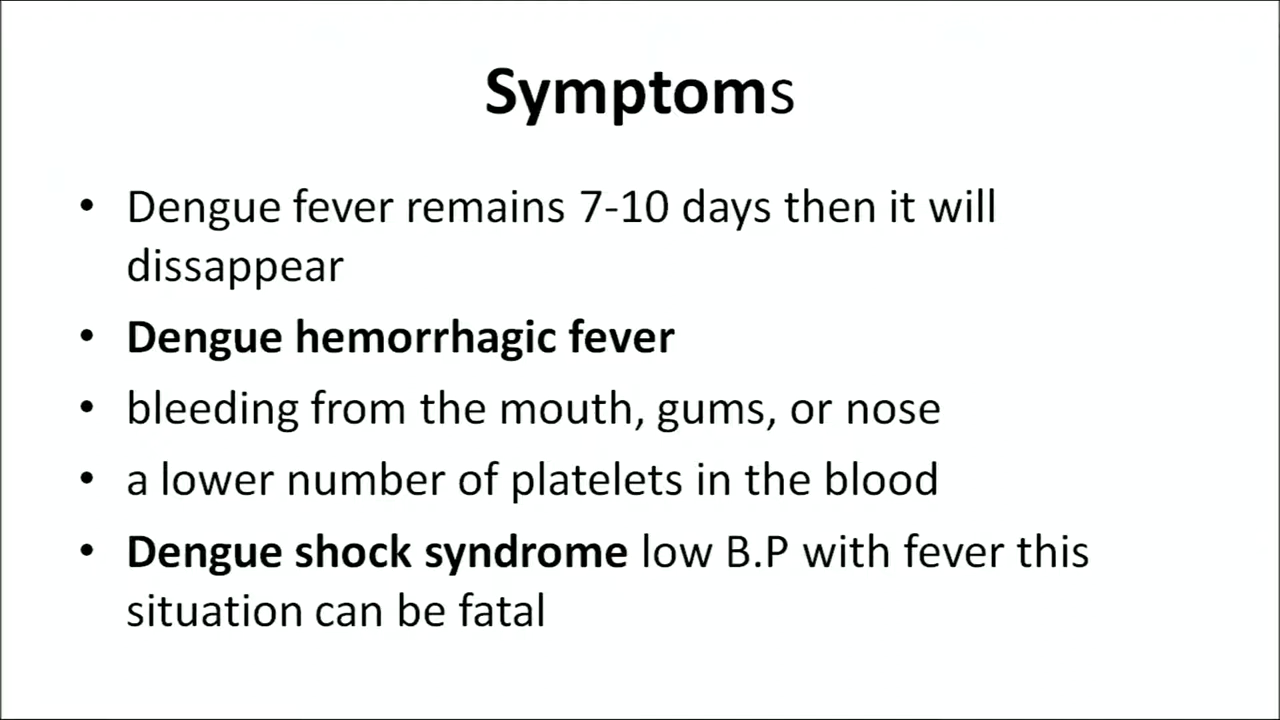 Symptoms
• Dengue fever remains 7-10 days then it will
dissappear
• Dengue hemorrhagic fever
• bleeding from the mouth, gums, or nose
• a lower number of platelets in the blood
• Dengue shock syndrome low B.P with fever this
situation can be fatal